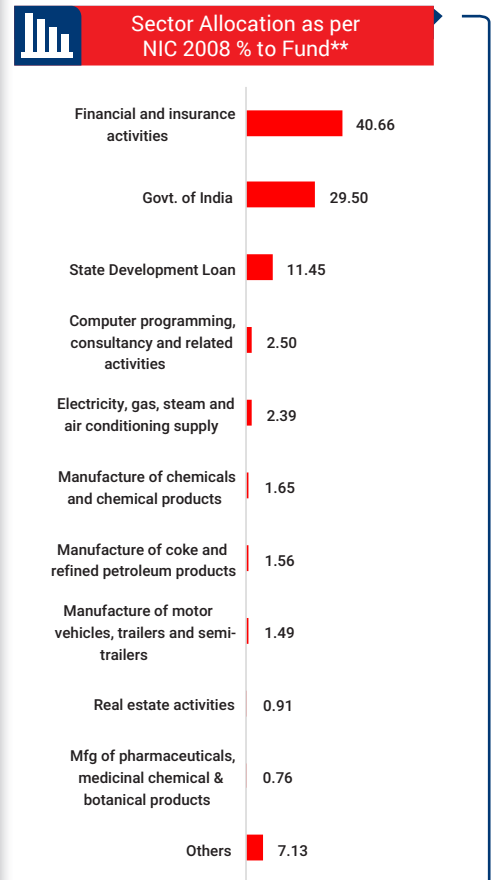 Sector Allocation as per
NIC 2008 % to Fund**
Financial and insurance
activities
40.66
Govt. of India
29.50
State Development Loan
11.45
Computer programming,
consultancy and related
activities
2.50
Electricity, gas, steam and
air conditioning supply
2.39
Manufacture of chemicals
and chemical products
1.65
Manufacture of coke and
refined petroleum products
1.56
Manufacture of motor
vehicles, trailers and semi-
trailers
1.49
Real estate activities
0.91
Mfg of pharmaceuticals,
medicinal chemical &
botanical products
0.76
Others
7.13